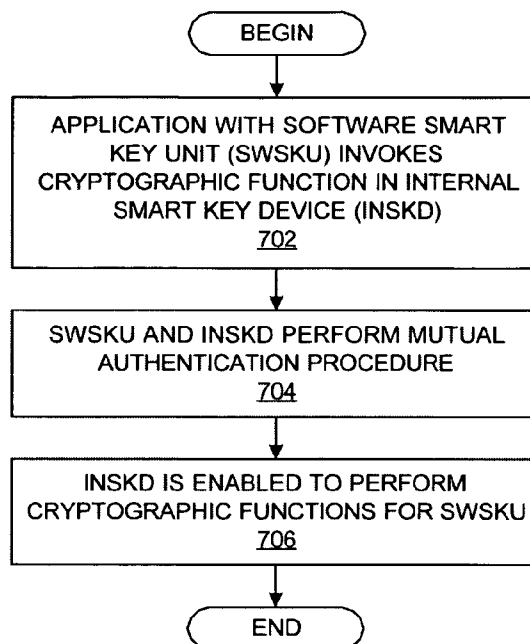 BEGIN
APPLICATION WITH SOFTWARE SMART
KEY UNIT (SWSKU) INVOKES
CRYPTOGRAPHIC FUNCTION IN INTERNAL
SMART KEY DEVICE (INSKD)
702
SWSKU AND INSKD PERFORM MUTUAL
AUTHENTICATION PROCEDURE
704
INSKD IS ENABLED TO PERFORM
CRYPTOGRAPHIC FUNCTIONS FOR SWSKU
706
END